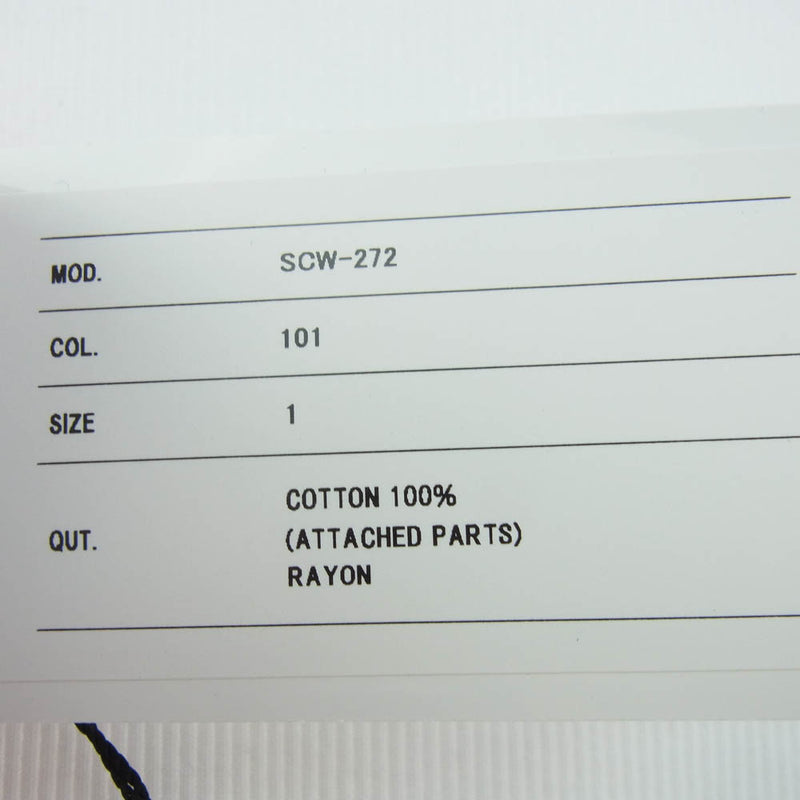 MOD. SCW-272
COL. 101
SIZE 1
COTTON 100%
QUT. (ATTACHED PARTS)
RAYON